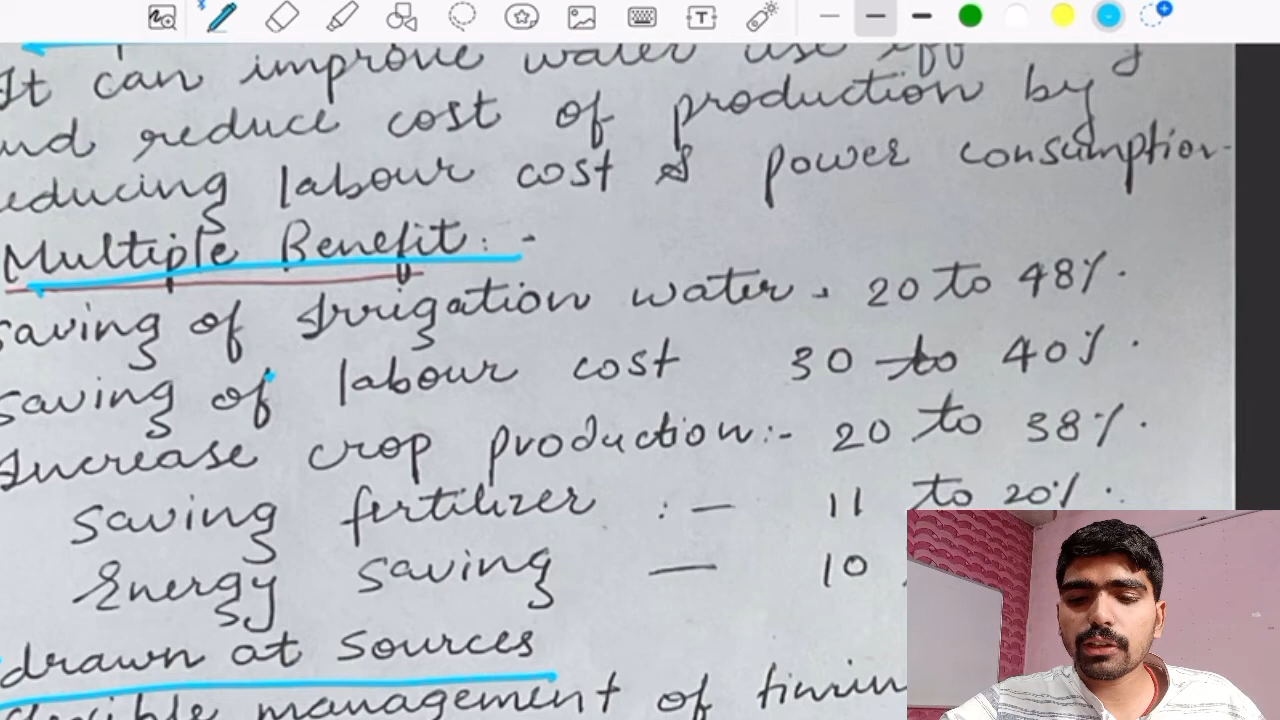 It can improve water use
and reduce cost of production by
reducing labour cost & power consumption.
Multiple Benefit:-
Saving of Irrigation water. 20 to 48%.
Saving of labour cost 30 to 40%.
Increase crop production:- 20 to 38%.
Saving fertilizer :- 11 to 20%.
Energy saving - 10
drawn at sources
flexible management of